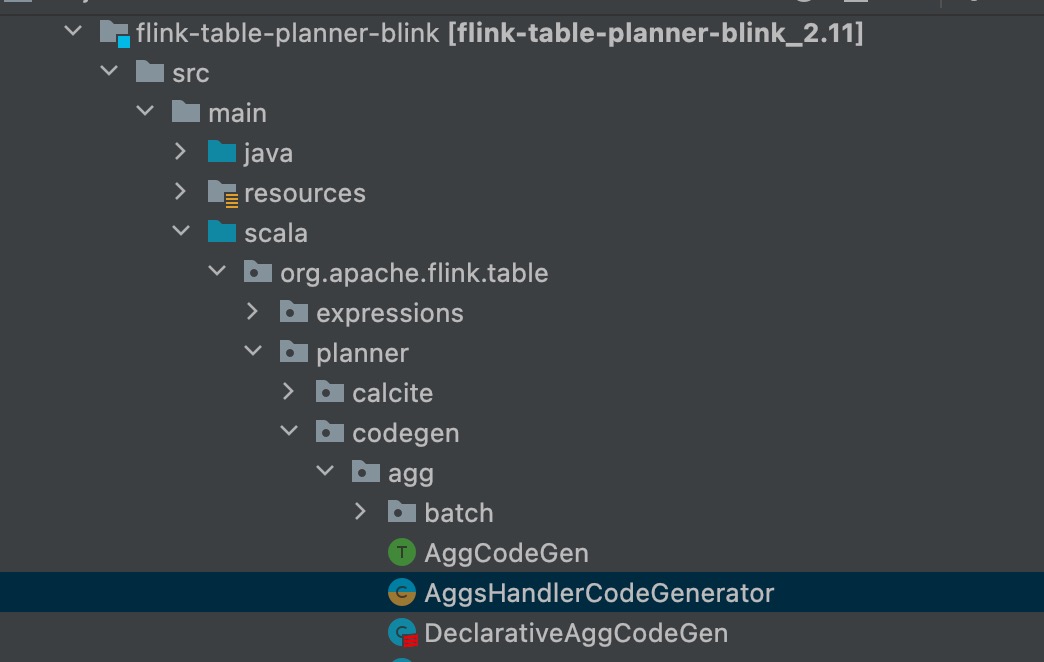 flink-table-planner-blink [flink-table-planner-blink_2.11]
src
main
java
resources
scala
org.apache.flink.table
expressions
planner
calcite
codegen
agg
batch
T AggCodeGen
C AggsHandlerCodeGenerator
C DeclarativeAggCodeGen